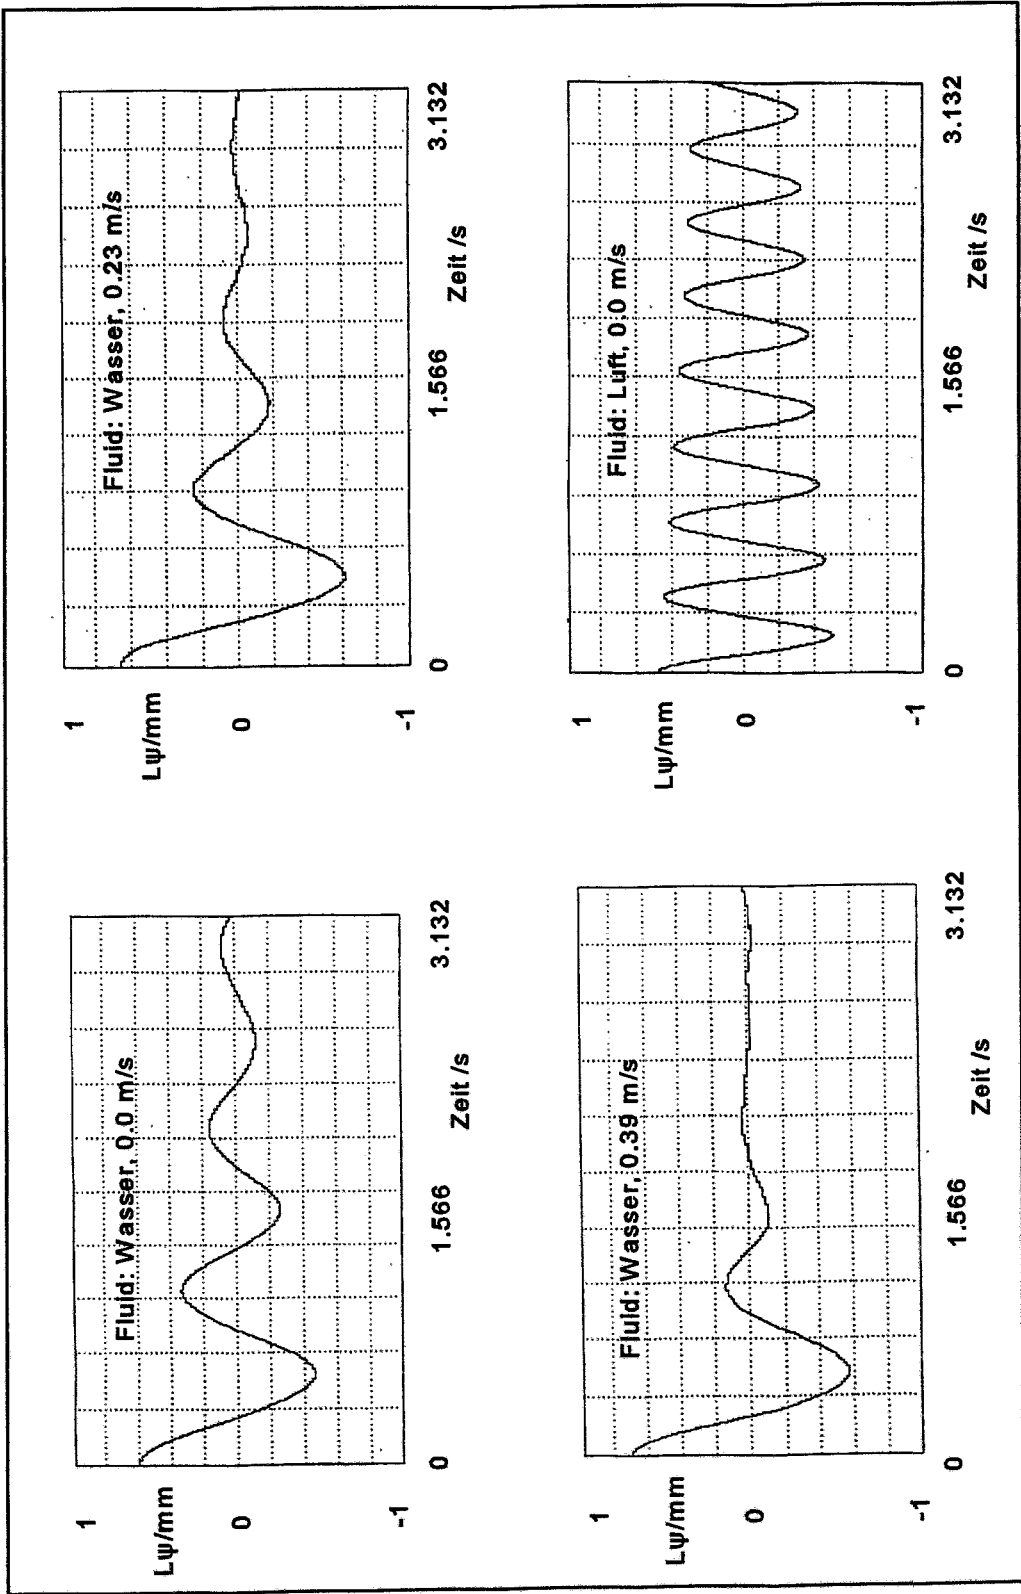 Fluid: Wasser, 0.0 m/s
1
Lψ/mm
0
-1
0
1.566
3.132
Zeit /s
Fluid: Wasser, 0.23 m/s
1
Lψ/mm
0
-1
0
1.566
3.132
Zeit /s
Fluid: Wasser, 0.39 m/s
1
Lψ/mm
0
-1
0
1.566
3.132
Zeit /s
Fluid: Luft, 0.0 m/s
1
Lψ/mm
0
-1
0
1.566
3.132
Zeit /s